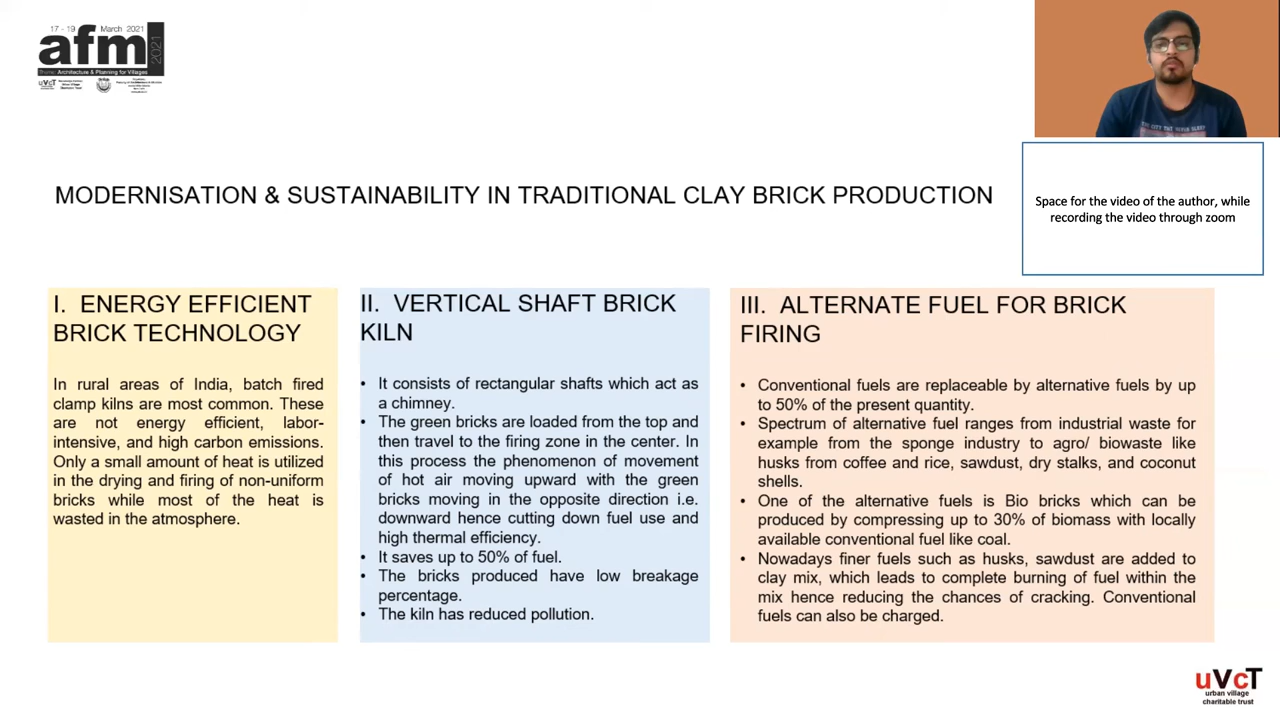 17 - 19 March 2021
afm
2021
Architecture & Planning for Villages
uVcT
MODERNISATION & SUSTAINABILITY IN TRADITIONAL CLAY BRICK PRODUCTION
Space for the video of the author, while
recording the video through zoom
I. ENERGY EFFICIENT
BRICK TECHNOLOGY
In rural areas of India, batch fired
clamp kilns are most common. These
are not energy efficient, labor-
intensive, and high carbon emissions.
Only a small amount of heat is utilized
in the drying and firing of non-uniform
bricks while most of the heat is
wasted in the atmosphere.
II. VERTICAL SHAFT BRICK
KILN
• It consists of rectangular shafts which act as
a chimney.
• The green bricks are loaded from the top and
then travel to the firing zone in the center. In
this process the phenomenon of movement
of hot air moving upward with the green
bricks moving in the opposite direction i.e.
downward hence cutting down fuel use and
high thermal efficiency.
• It saves up to 50% of fuel.
• The bricks produced have low breakage
percentage.
• The kiln has reduced pollution.
III. ALTERNATE FUEL FOR BRICK
FIRING
• Conventional fuels are replaceable by alternative fuels by up
to 50% of the present quantity.
• Spectrum of alternative fuel ranges from industrial waste for
example from the sponge industry to agro/ biowaste like
husks from coffee and rice, sawdust, dry stalks, and coconut
shells.
• One of the alternative fuels is Bio bricks which can be
produced by compressing up to 30% of biomass with locally
available conventional fuel like coal.
• Nowadays finer fuels such as husks, sawdust are added to
clay mix, which leads to complete burning of fuel within the
mix hence reducing the chances of cracking. Conventional
fuels can also be charged.
uVcT
urban village
charitable trust